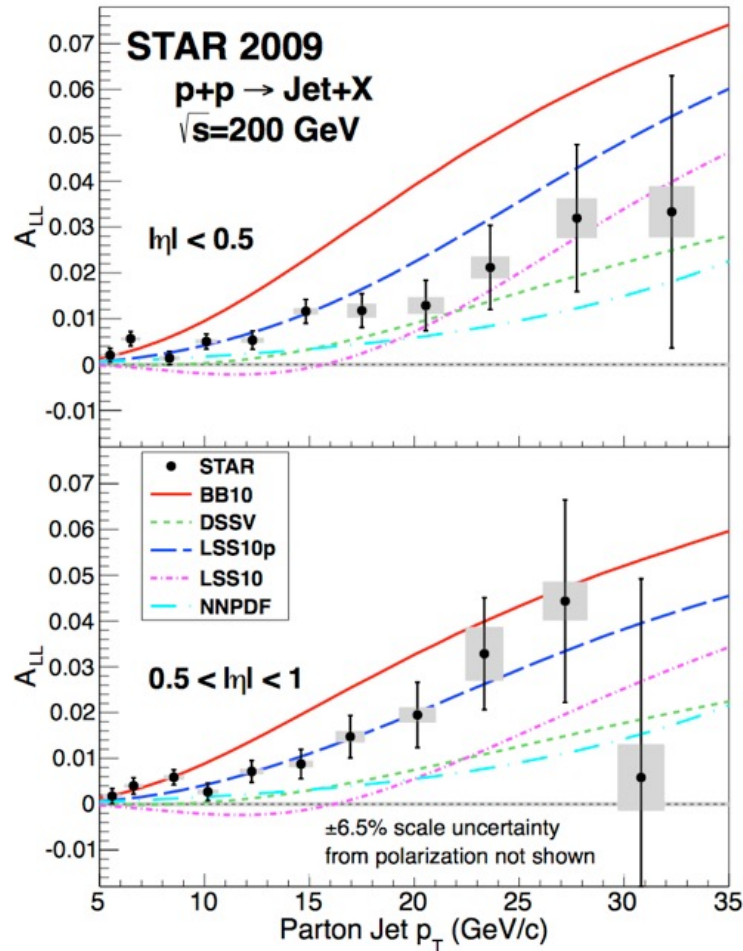 STAR 2009
p+p → Jet+X
√s=200 GeV
|η| < 0.5
A_LL
0.07
0.06
0.05
0.04
0.03
0.02
0.01
0
-0.01
STAR
BB10
DSSV
LSS10p
LSS10
NNPDF
0.5 < |η| < 1
±6.5% scale uncertainty
from polarization not shown
A_LL
0.07
0.06
0.05
0.04
0.03
0.02
0.01
0
-0.01
5 10 15 20 25 30 35
Parton Jet p_T (GeV/c)